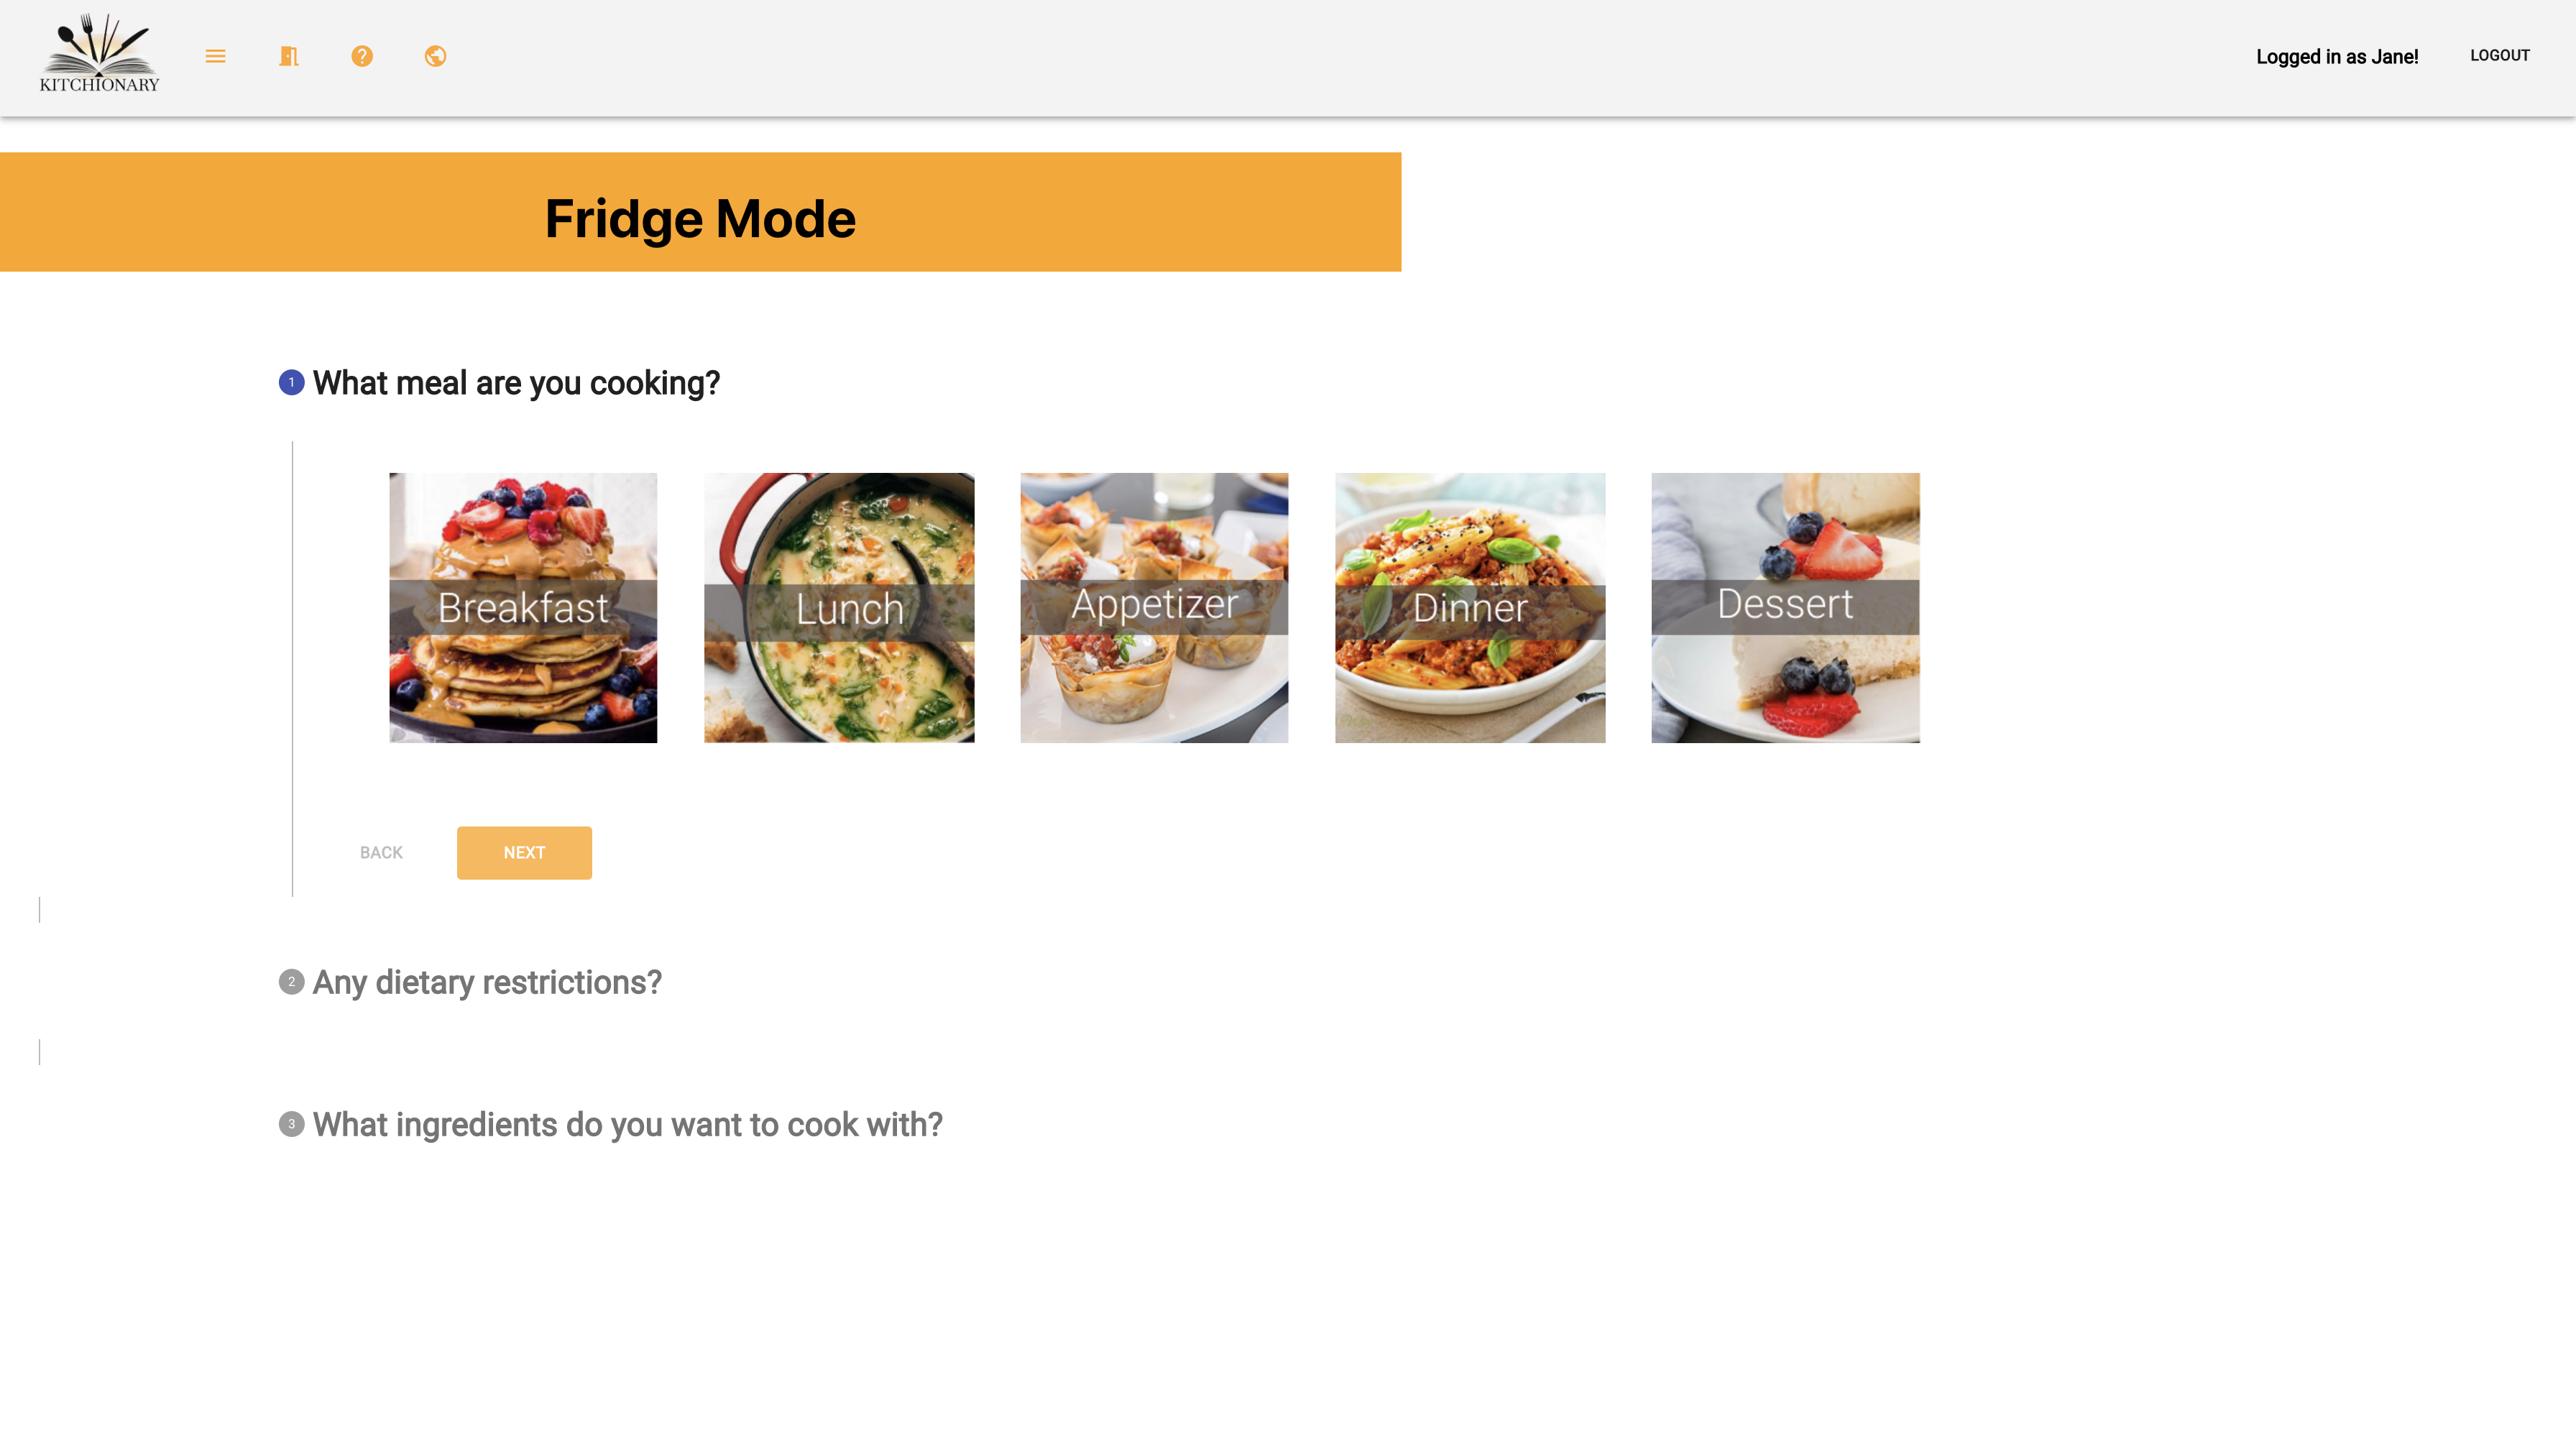 KITCHIONARY
Logged in as Jane!
LOGOUT
Fridge Mode
1 What meal are you cooking?
Breakfast
Lunch
Appetizer
Dinner
Dessert
BACK
NEXT
2 Any dietary restrictions?
3 What ingredients do you want to cook with?